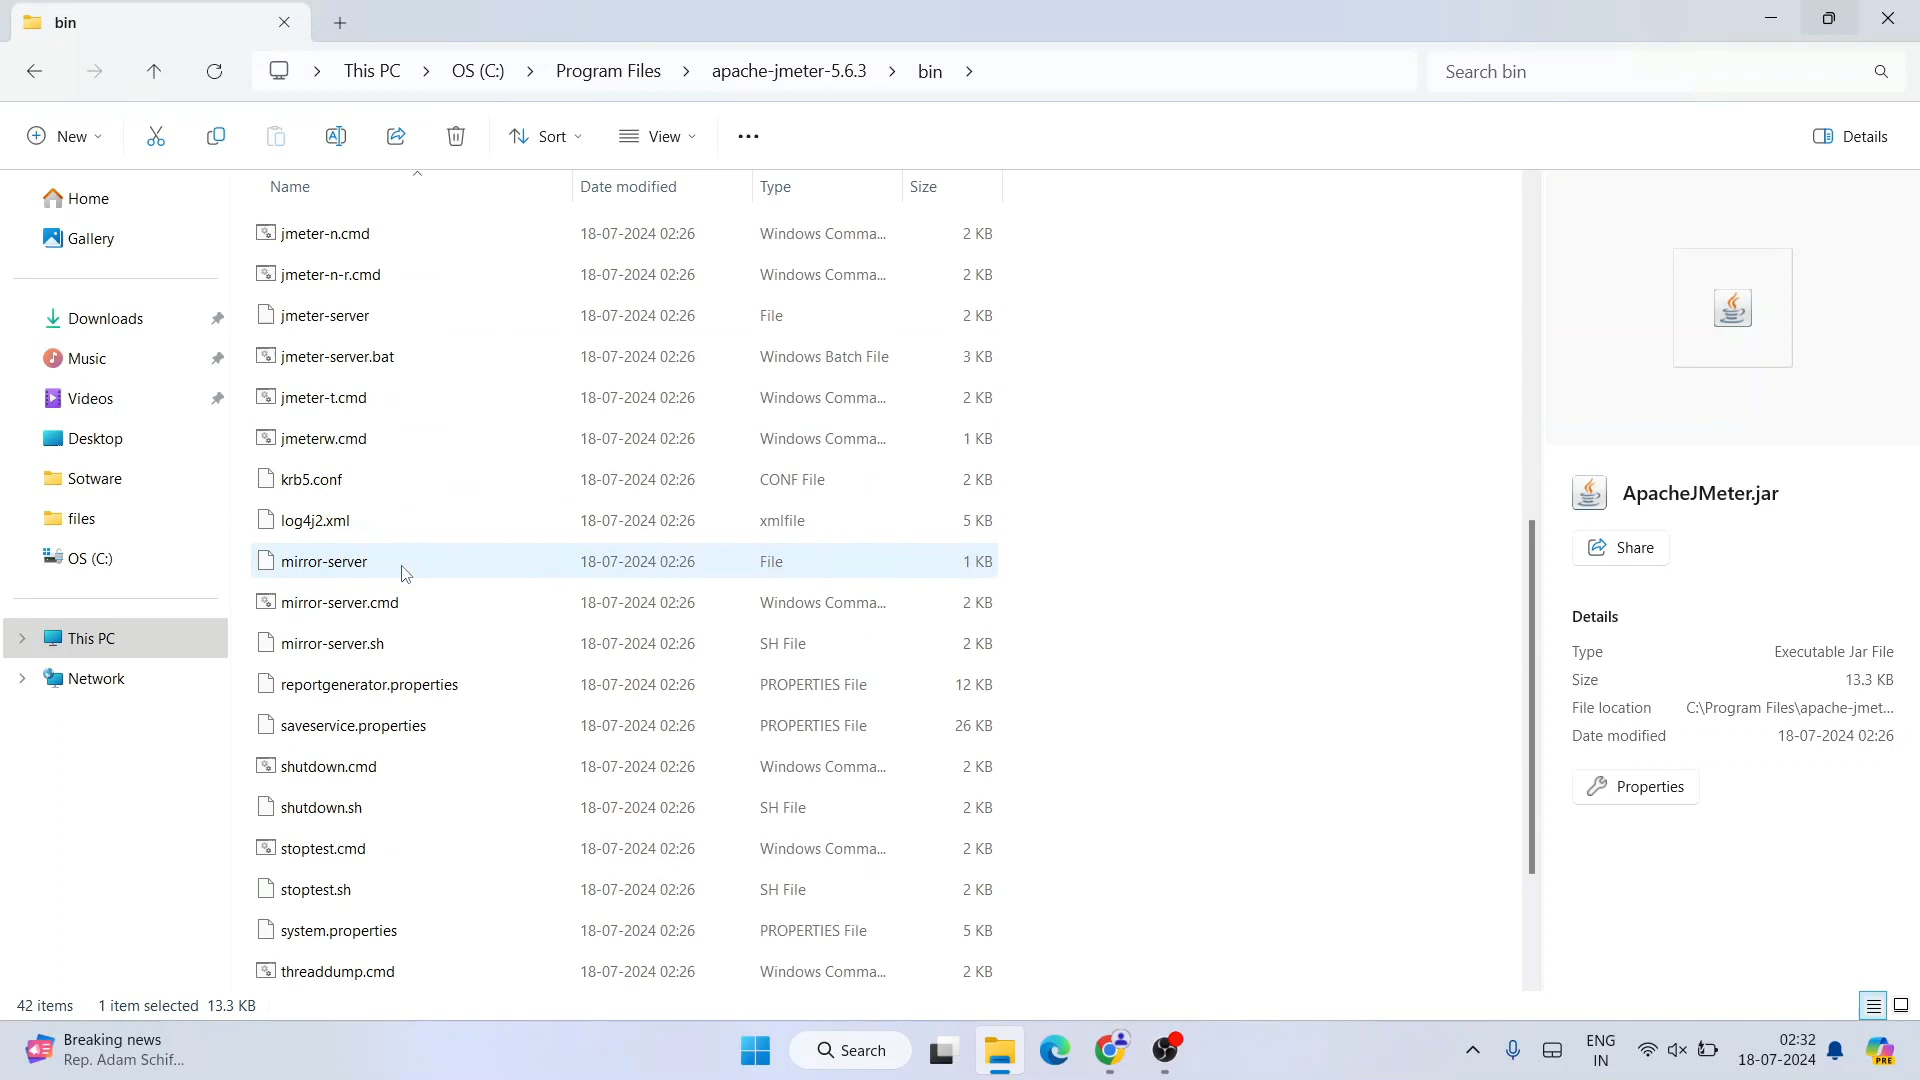 bin
This PC
OS (C:)
Program Files
apache-jmeter-5.6.3
bin
Search bin
New
Sort
View
Details
Name Date modified Type Size
Home
Gallery
Downloads
Music
Videos
Desktop
Sotware
files
OS (C:)
This PC
Network
jmeter-n.cmd 18-07-2024 02:26 Windows Comma... 2 KB
jmeter-n-r.cmd 18-07-2024 02:26 Windows Comma... 2 KB
jmeter-server 18-07-2024 02:26 File 2 KB
jmeter-server.bat 18-07-2024 02:26 Windows Batch File 3 KB
jmeter-t.cmd 18-07-2024 02:26 Windows Comma... 2 KB
jmeterw.cmd 18-07-2024 02:26 Windows Comma... 1 KB
krb5.conf 18-07-2024 02:26 CONF File 2 KB
log4j2.xml 18-07-2024 02:26 xmlfile 5 KB
mirror-server 18-07-2024 02:26 File 1 KB
mirror-server.cmd 18-07-2024 02:26 Windows Comma... 2 KB
mirror-server.sh 18-07-2024 02:26 SH File 2 KB
reportgenerator.properties 18-07-2024 02:26 PROPERTIES File 12 KB
saveservice.properties 18-07-2024 02:26 PROPERTIES File 26 KB
shutdown.cmd 18-07-2024 02:26 Windows Comma... 2 KB
shutdown.sh 18-07-2024 02:26 SH File 2 KB
stoptest.cmd 18-07-2024 02:26 Windows Comma... 2 KB
stoptest.sh 18-07-2024 02:26 SH File 2 KB
system.properties 18-07-2024 02:26 PROPERTIES File 5 KB
threaddump.cmd 18-07-2024 02:26 Windows Comma... 2 KB
ApacheJMeter.jar
Share
Details
Type Executable Jar File
Size 13.3 KB
File location C:\Program Files\apache-jmet...
Date modified 18-07-2024 02:26
Properties
42 items 1 item selected 13.3 KB
Breaking news
Rep. Adam Schif...
Search
ENG
IN
02:32
18-07-2024
PRE